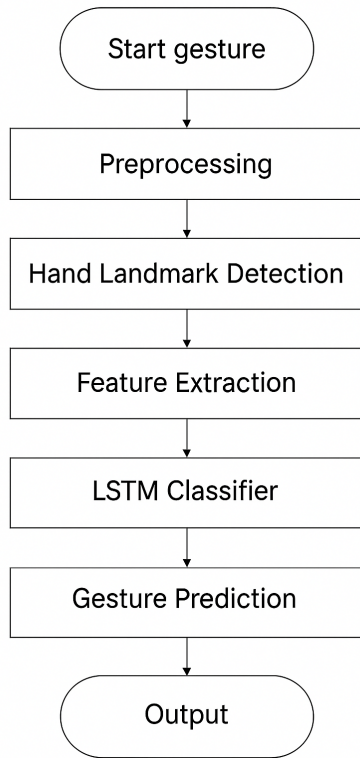 Start gesture
Preprocessing
Hand Landmark Detection
Feature Extraction
LSTM Classifier
Gesture Prediction
Output